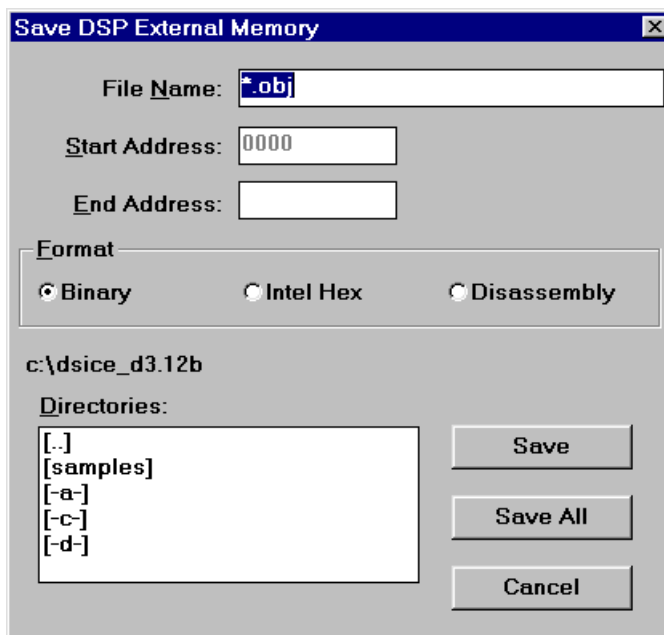 Save DSP External Memory
File Name: *.obj
Start Address: 0000
End Address:
Format
Binary Intel Hex Disassembly
c:\dsice_d3.12b
Directories:
[..]
[samples]
[-a-]
[-c-]
[-d-]
Save
Save All
Cancel